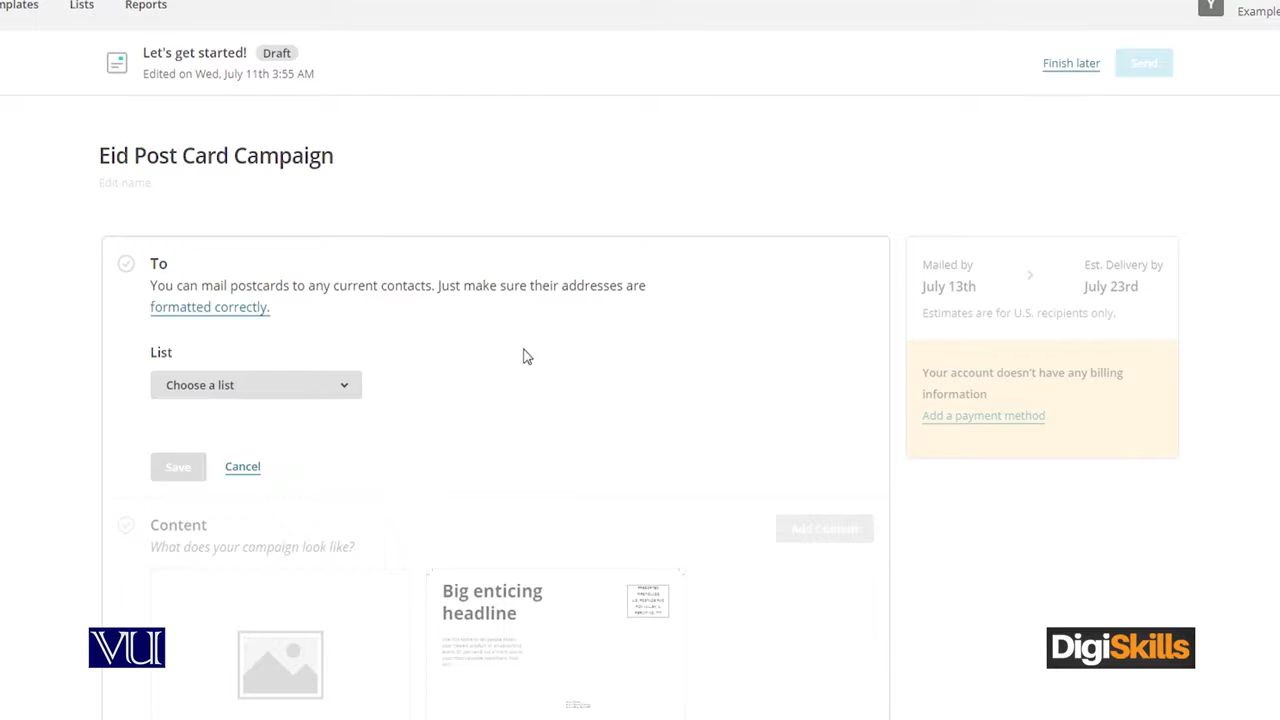 mplates
Lists
Reports
Y
Example
Let's get started!
Draft
Edited on Wed, July 11th 3:55 AM
Finish later
Send
Eid Post Card Campaign
Edit name
To
You can mail postcards to any current contacts. Just make sure their addresses are
formatted correctly.
List
Choose a list
Save
Cancel
Mailed by
July 13th
Est. Delivery by
July 23rd
Estimates are for U.S. recipients only.
Your account doesn't have any billing
information
Add a payment method
Content
What does your campaign look like?
Add
Big enticing
headline
VU
DigiSkills